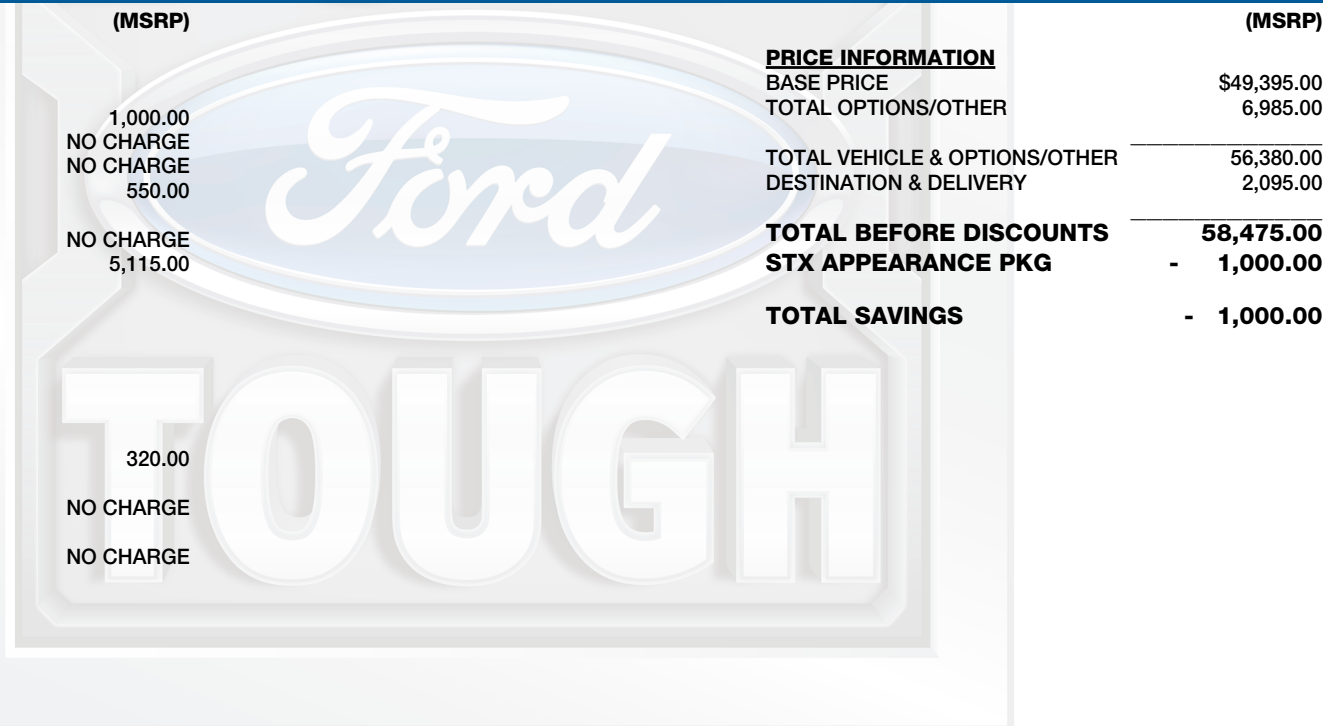 (MSRP)
1,000.00
NO CHARGE
NO CHARGE
550.00
NO CHARGE
5,115.00
320.00
NO CHARGE
NO CHARGE
(MSRP)
PRICE INFORMATION
BASE PRICE $49,395.00
TOTAL OPTIONS/OTHER 6,985.00
TOTAL VEHICLE & OPTIONS/OTHER 56,380.00
DESTINATION & DELIVERY 2,095.00
TOTAL BEFORE DISCOUNTS 58,475.00
STX APPEARANCE PKG - 1,000.00
TOTAL SAVINGS - 1,000.00
Ford
TOUGH